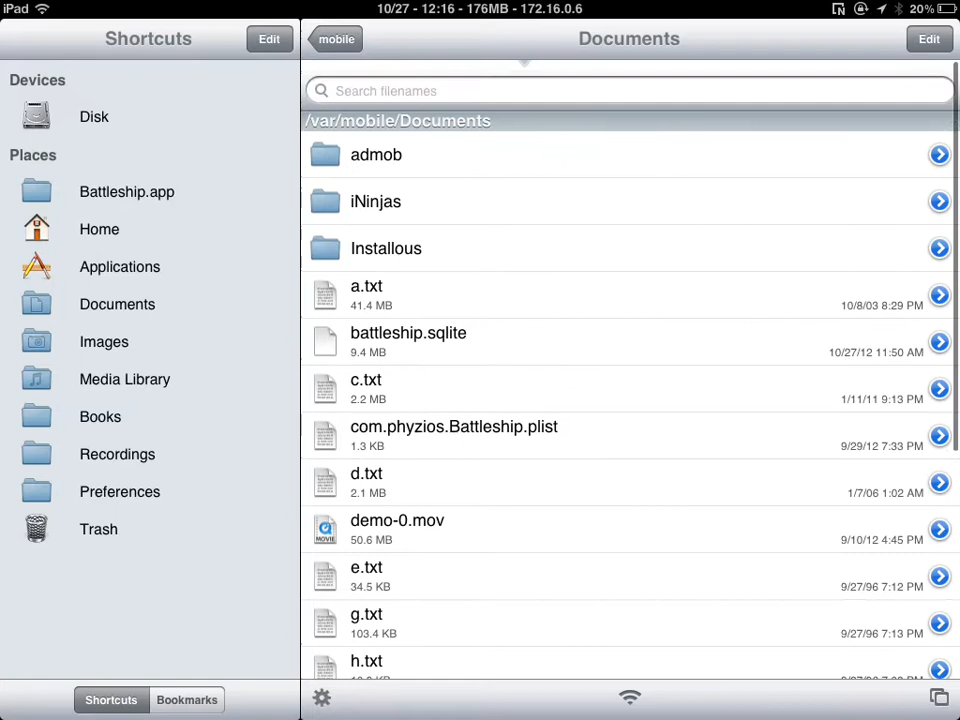 iPad
10/27 - 12:16 - 176MB - 172.16.0.6
N
20%
Shortcuts
Edit
mobile
Documents
Edit
Devices
Disk
Places
Battleship.app
Home
Applications
Documents
Images
Media Library
Books
Recordings
Preferences
Trash
Shortcuts
Bookmarks
Search filenames
/var/mobile/Documents
admob
iNinjas
Installous
a.txt
41.4 MB
10/8/03 8:29 PM
battleship.sqlite
9.4 MB
10/27/12 11:50 AM
c.txt
2.2 MB
1/11/11 9:13 PM
com.phyzios.Battleship.plist
1.3 KB
9/29/12 7:33 PM
d.txt
2.1 MB
1/7/06 1:02 AM
MOVIE
demo-0.mov
50.6 MB
9/10/12 4:45 PM
e.txt
34.5 KB
9/27/96 7:12 PM
g.txt
103.4 KB
9/27/96 7:13 PM
h.txt